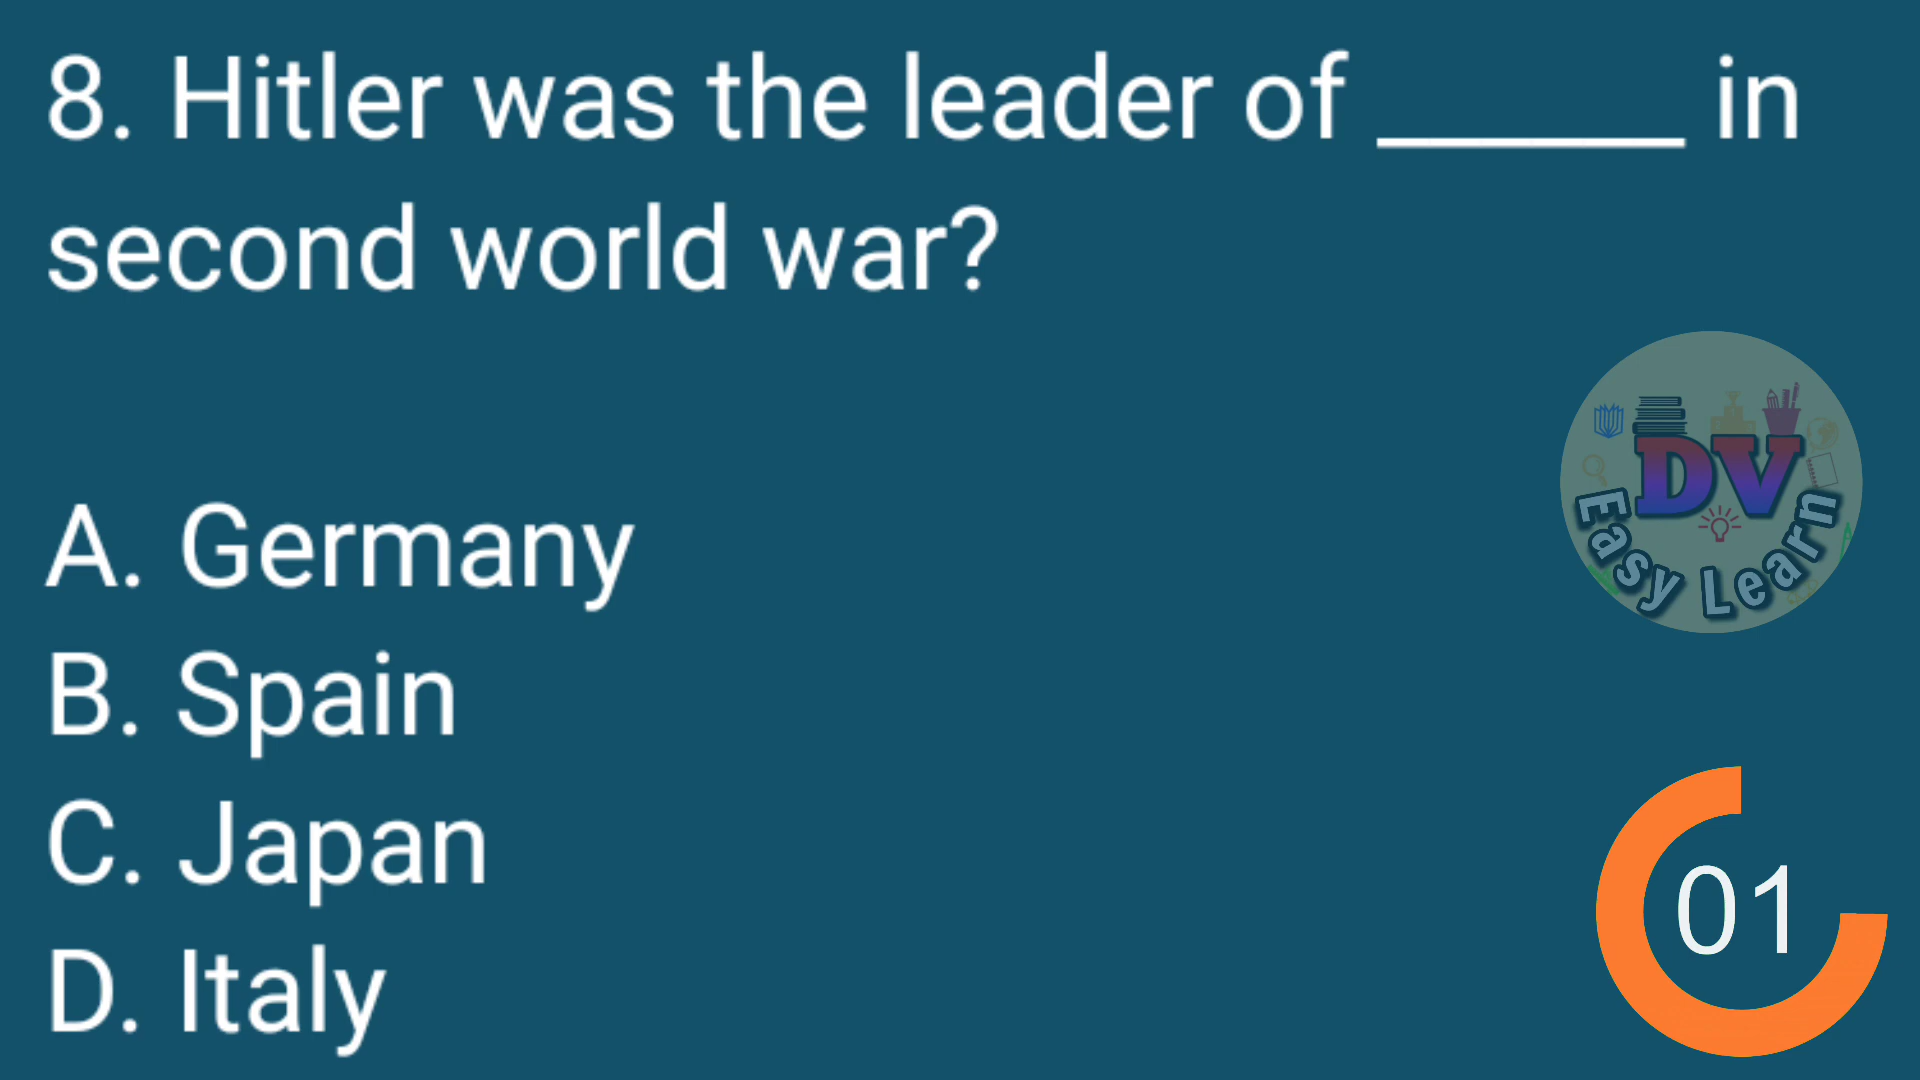 8. Hitler was the leader of ______ in
second world war?
A. Germany
B. Spain
C. Japan
D. Italy
DV
Easy Learn
01